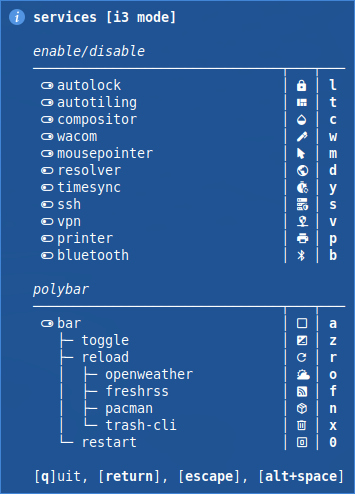 services [i3 mode]
enable/disable
autolock l
autotiling t
compositor c
wacom w
mousepointer m
resolver d
timesync y
ssh s
vpn v
printer p
bluetooth b
polybar
bar a
toggle z
reload r
openweather o
freshrss f
pacman n
trash-cli x
restart 0
[q]uit, [return], [escape], [alt+space]